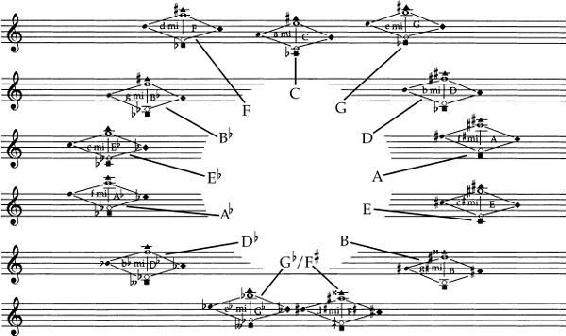 d mi F a mi C e mi G
F C G
g mi B♭ b mi D
B♭ D
c mi E♭ f♯mi A
E♭ A
f mi A♭ c♯mi E
A♭ E
D♭ G♭/F♯ B
b♭ mi D♭ g♯mi B
e♭ mi G♭ mi F♯